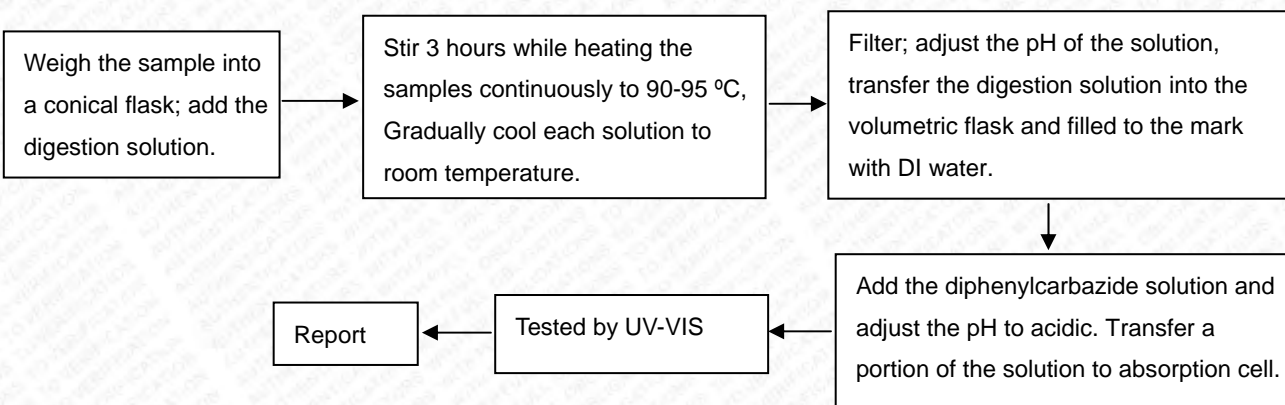 Weigh the sample into
a conical flask; add the
digestion solution.
Stir 3 hours while heating the
samples continuously to 90-95 ºC,
Gradually cool each solution to
room temperature.
Filter; adjust the pH of the solution,
transfer the digestion solution into the
volumetric flask and filled to the mark
with DI water.
Add the diphenylcarbazide solution and
adjust the pH to acidic. Transfer a
portion of the solution to absorption cell.
Tested by UV-VIS
Report